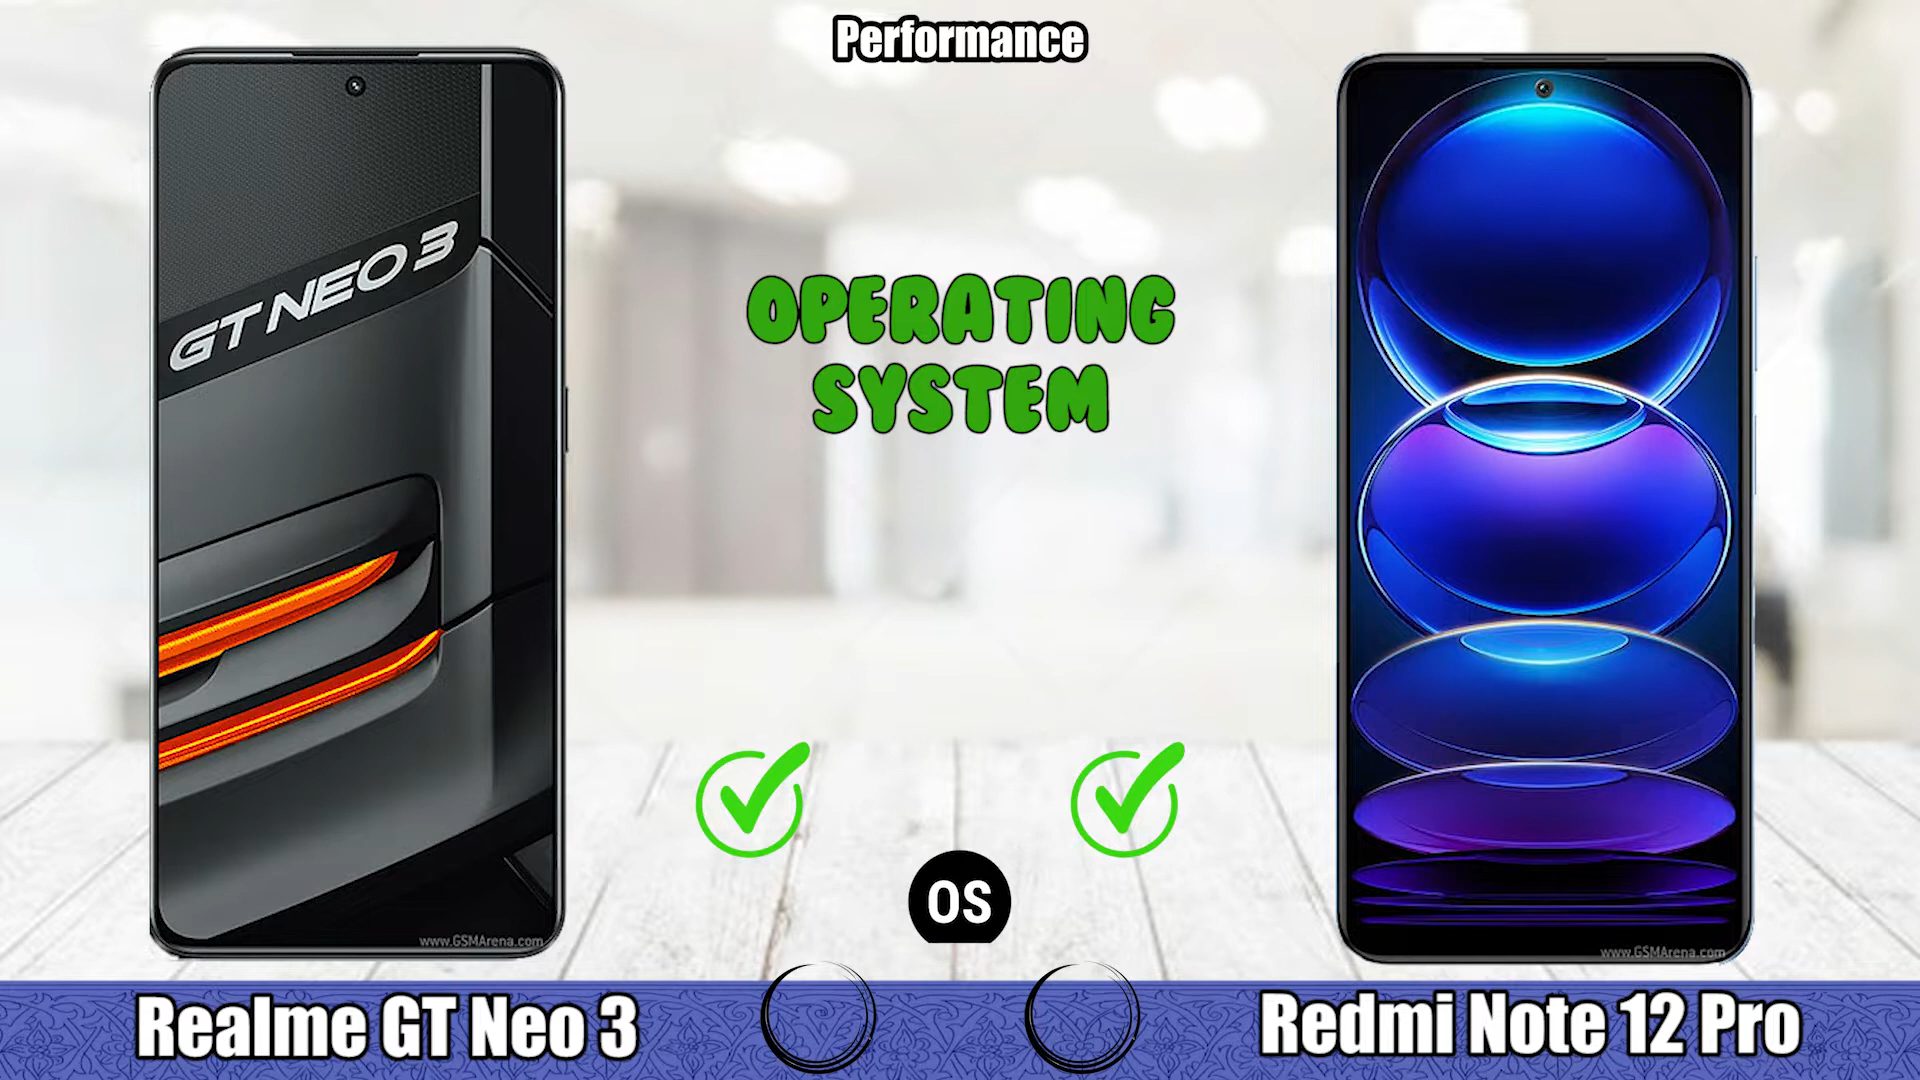 Performance
GT NEO 3
OPERATING
SYSTEM
OS
www.GSMArena.com
www.GSMArena.com
Realme GT Neo 3
Redmi Note 12 Pro